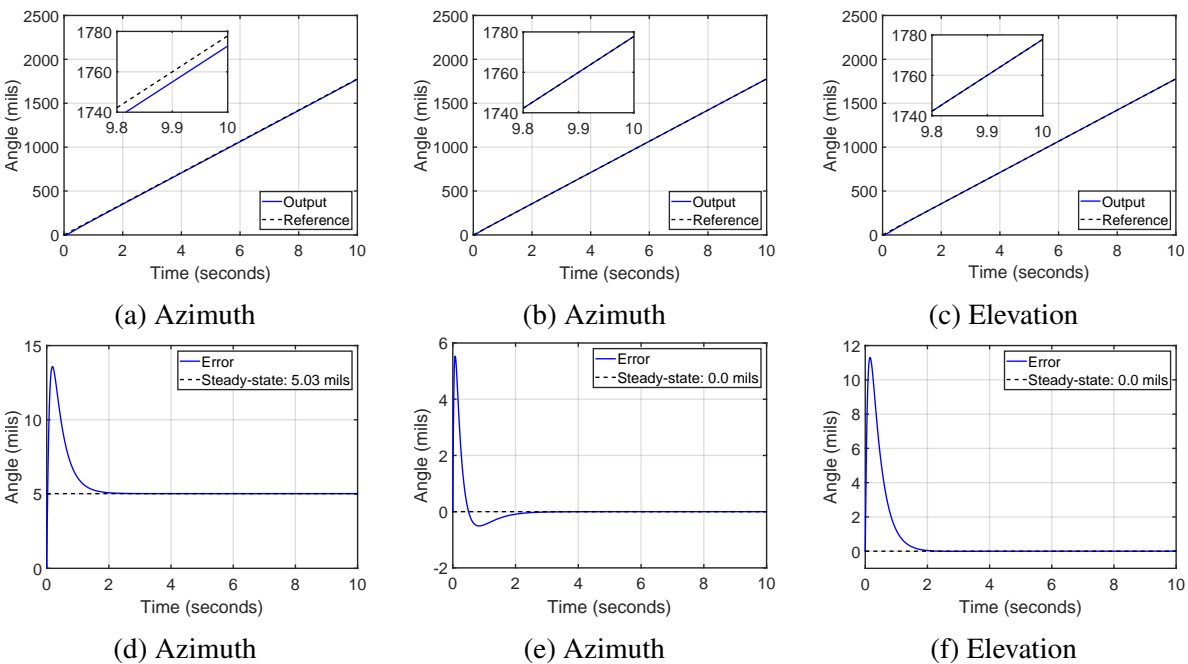 2500
2000
1500
1000
500
0
0 2 4 6 8 10
Angle (mils)
Time (seconds)
1780
1760
1740
9.8 9.9 10
Output
Reference
(a) Azimuth
2500
2000
1500
1000
500
0
0 2 4 6 8 10
Angle (mils)
Time (seconds)
1780
1760
1740
9.8 9.9 10
Output
Reference
(b) Azimuth
2500
2000
1500
1000
500
0
0 2 4 6 8 10
Angle (mils)
Time (seconds)
1780
1760
1740
9.8 9.9 10
Output
Reference
(c) Elevation
15
10
5
0
0 2 4 6 8 10
Angle (mils)
Time (seconds)
Error
Steady-state: 5.03 mils
(d) Azimuth
6
4
2
0
-2
0 2 4 6 8 10
Angle (mils)
Time (seconds)
Error
Steady-state: 0.0 mils
(e) Azimuth
12
10
8
6
4
2
0
0 2 4 6 8 10
Angle (mils)
Time (seconds)
Error
Steady-state: 0.0 mils
(f) Elevation